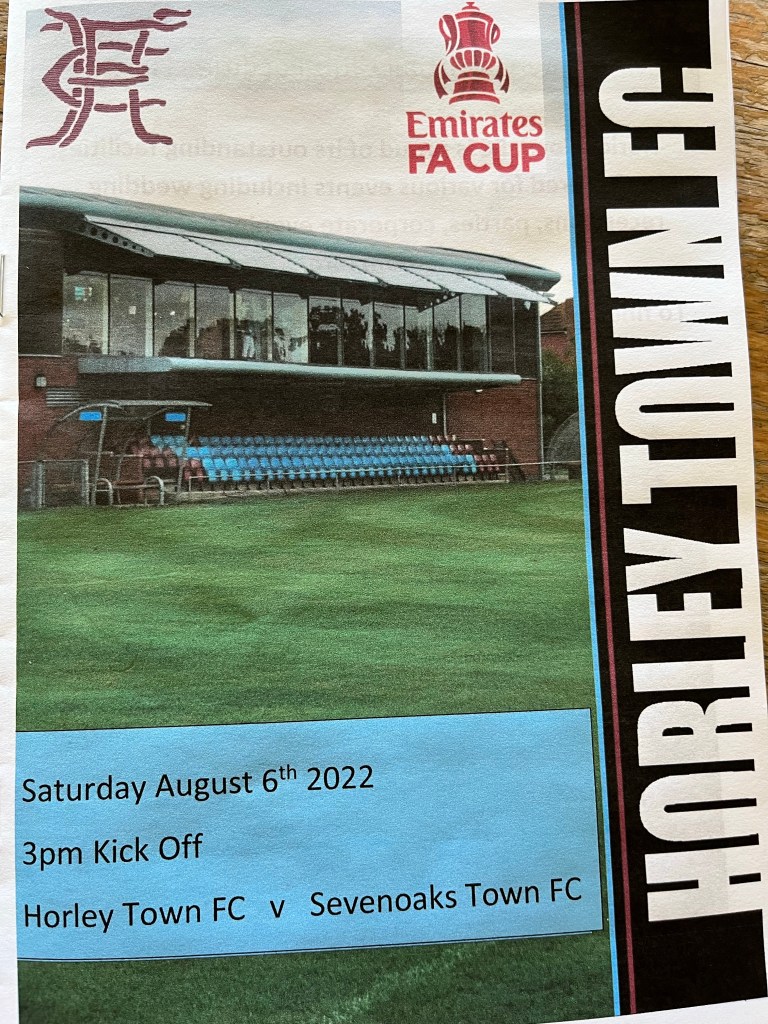 Emirates
FA CUP
HORLEY TOWN FC
Saturday August 6th 2022
3pm Kick Off
Horley Town FC v Sevenoaks Town FC